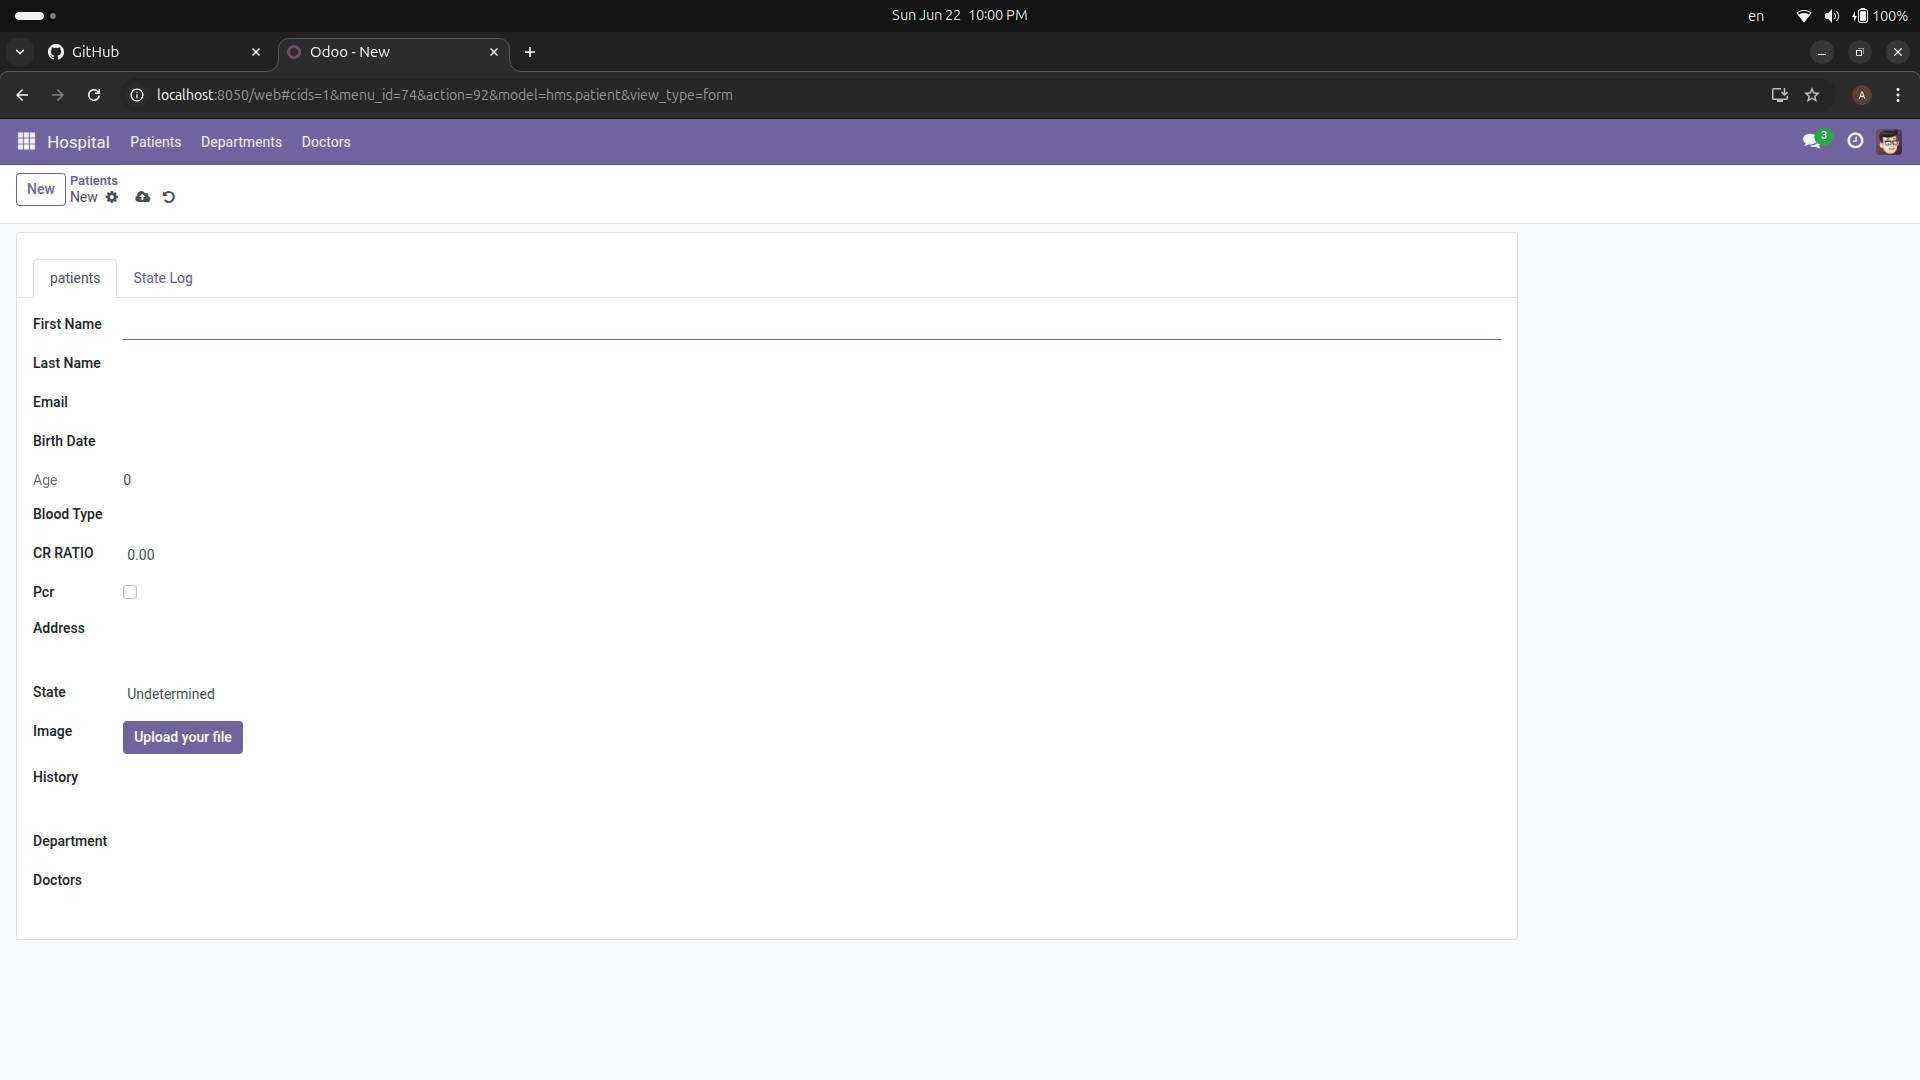 Sun Jun 22 10:00 PM
en
100%
GitHub
Odoo - New
localhost:8050/web#cids=1&menu_id=74&action=92&model=hms.patient&view_type=form
A
Hospital Patients Departments Doctors
3
New
Patients
New
patients State Log
First Name
Last Name
Email
Birth Date
Age 0
Blood Type
CR RATIO 0.00
Pcr
Address
State Undetermined
Image Upload your file
History
Department
Doctors